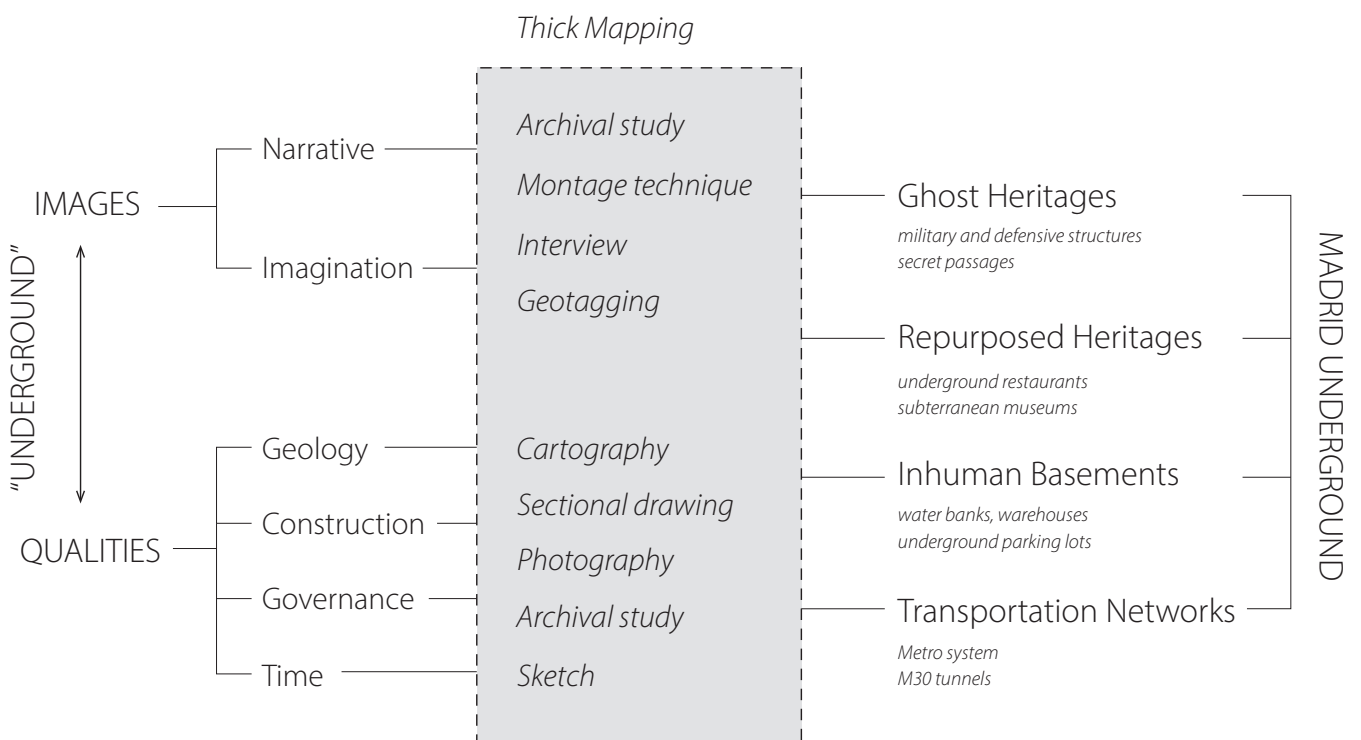 Thick Mapping
"UNDERGROUND"
IMAGES
Narrative
Imagination
QUALITIES
Geology
Construction
Governance
Time
Archival study
Montage technique
Interview
Geotagging
Cartography
Sectional drawing
Photography
Archival study
Sketch
Ghost Heritages
military and defensive structures
secret passages
Repurposed Heritages
underground restaurants
subterranean museums
Inhuman Basements
water banks, warehouses
underground parking lots
Transportation Networks
Metro system
M30 tunnels
MADRID UNDERGROUND